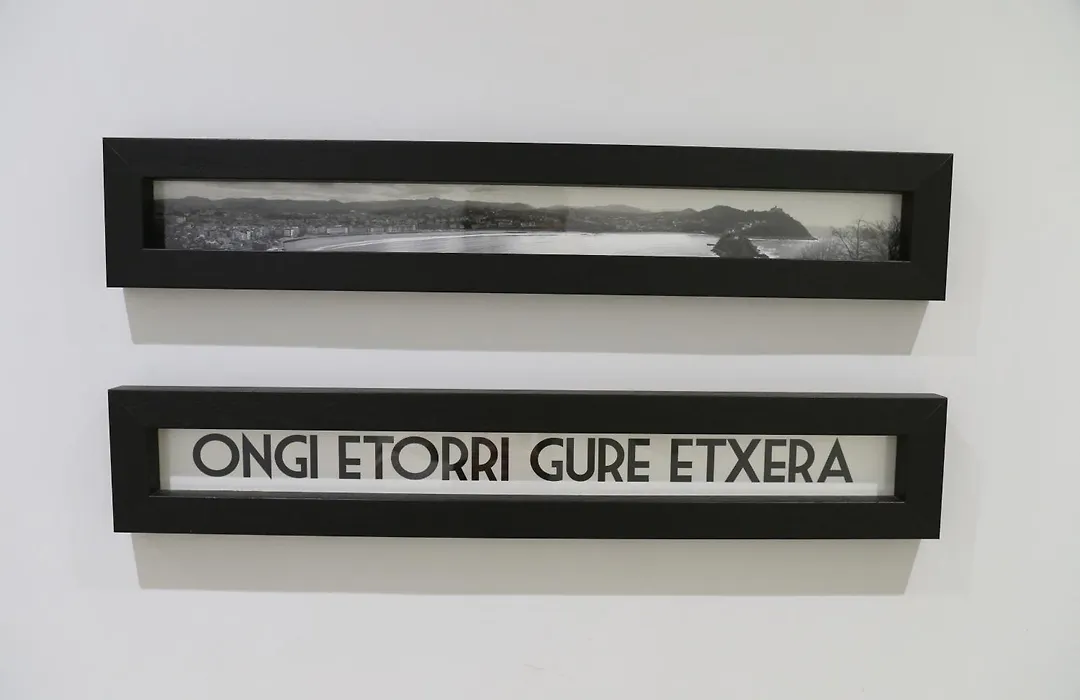 ONGI ETORRI GURE ETXERA